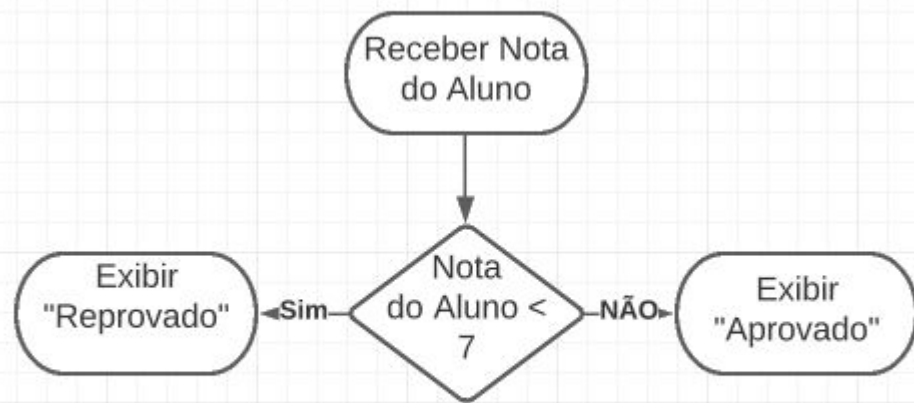 Receber Nota
do Aluno
Exibir
"Reprovado"
Sim
Nota
do Aluno <
7
NÃO
Exibir
"Aprovado"